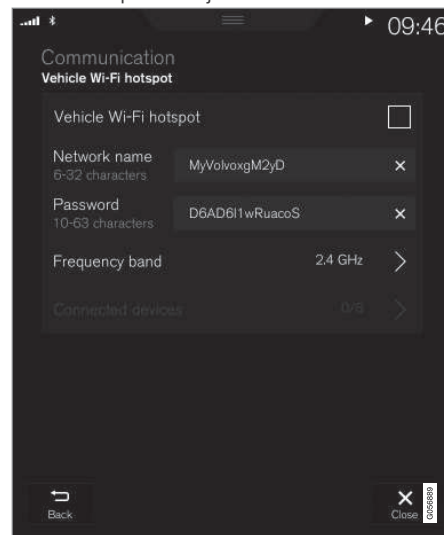 09:46
Communication
Vehicle Wi-Fi hotspot
Vehicle Wi-Fi hotspot
Network name
6-32 characters
MyVolvoxgM2yD
Password
10-63 characters
D6AD6I1wRuacoS
Frequency band 2.4 GHz
Connected devices 0/8
Back
Close
G056889